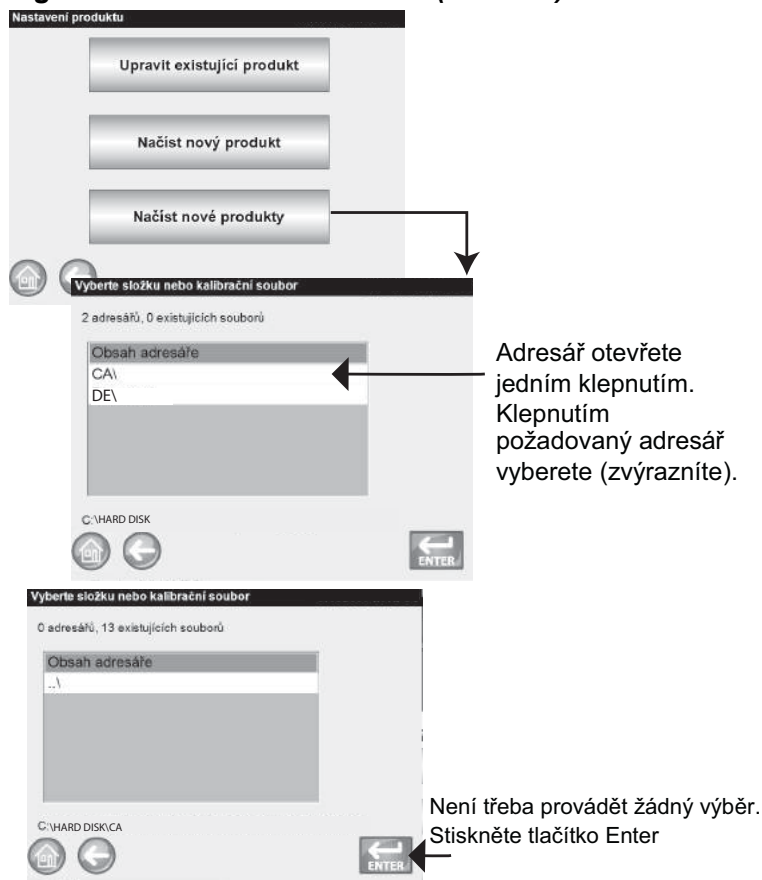 Nastavení produktu
Upravit existující produkt
Načíst nový produkt
Načíst nové produkty
Vyberte složku nebo kalibrační soubor
2 adresářů, 0 existujících souborů
Obsah adresáře
CA\
DE\
C:\HARD DISK
ENTER
Adresář otevřete
jedním klepnutím.
Klepnutím
požadovaný adresář
vyberete (zvýrazníte).
Vyberte složku nebo kalibrační soubor
0 adresářů, 13 existujících souborů
Obsah adresáře
..\
C:\HARD DISK\CA
ENTER
Není třeba provádět žádný výběr.
Stiskněte tlačítko Enter